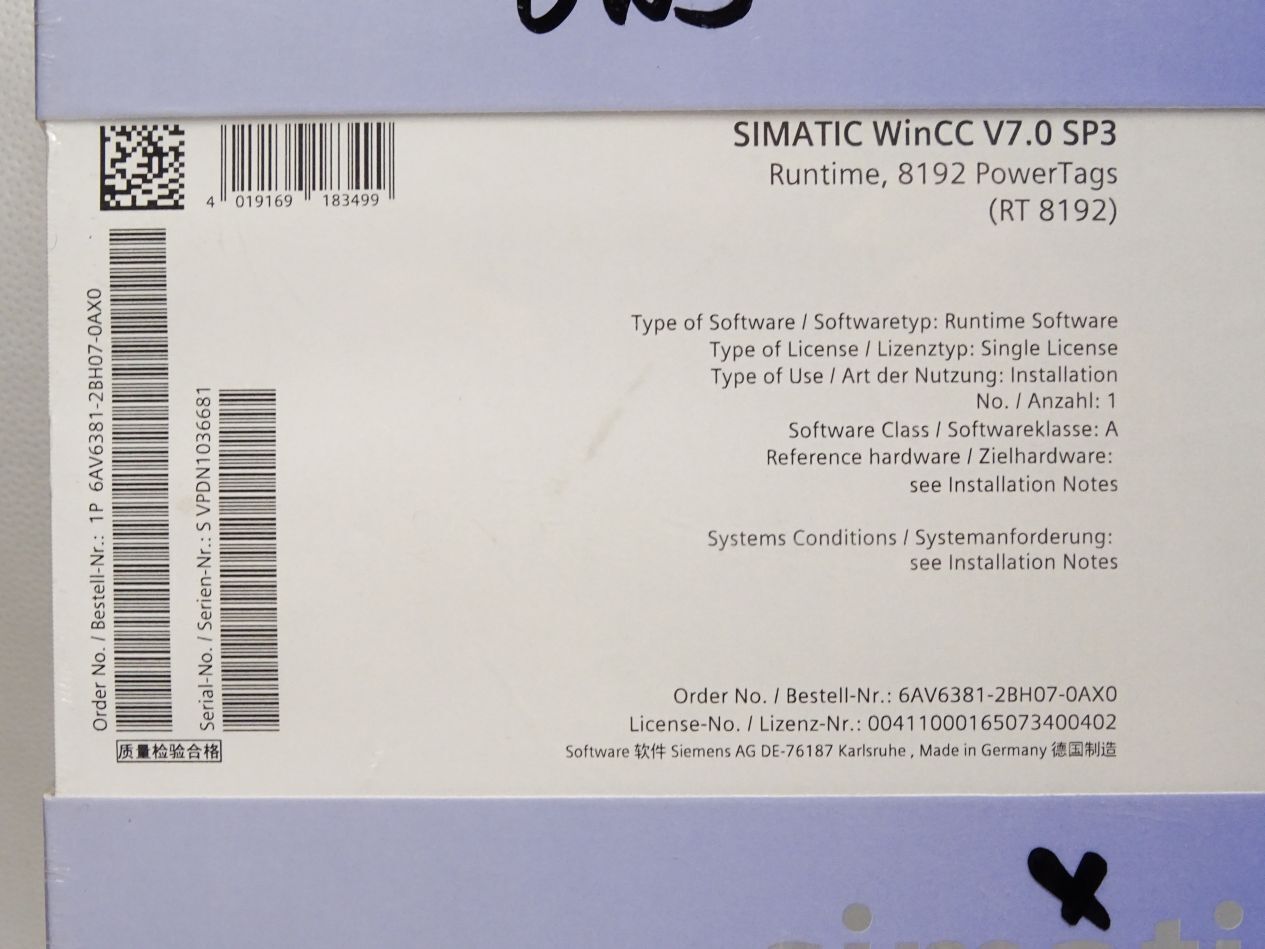 SIMATIC WinCC V7.0 SP3
Runtime, 8192 PowerTags
(RT 8192)
4 019169 183499
Order No. / Bestell-Nr.: 1P 6AV6381-2BH07-0AX0
Serial-No. / Serien-Nr.: S VPDN1036681
质量检验合格
Type of Software / Softwaretyp: Runtime Software
Type of License / Lizenztyp: Single License
Type of Use / Art der Nutzung: Installation
No. / Anzahl: 1
Software Class / Softwareklasse: A
Reference hardware / Zielhardware:
see Installation Notes
Systems Conditions / Systemanforderung:
see Installation Notes
Order No. / Bestell-Nr.: 6AV6381-2BH07-0AX0
License-No. / Lizenz-Nr.: 00411000165073400402
Software 软件 Siemens AG DE-76187 Karlsruhe , Made in Germany 德国制造